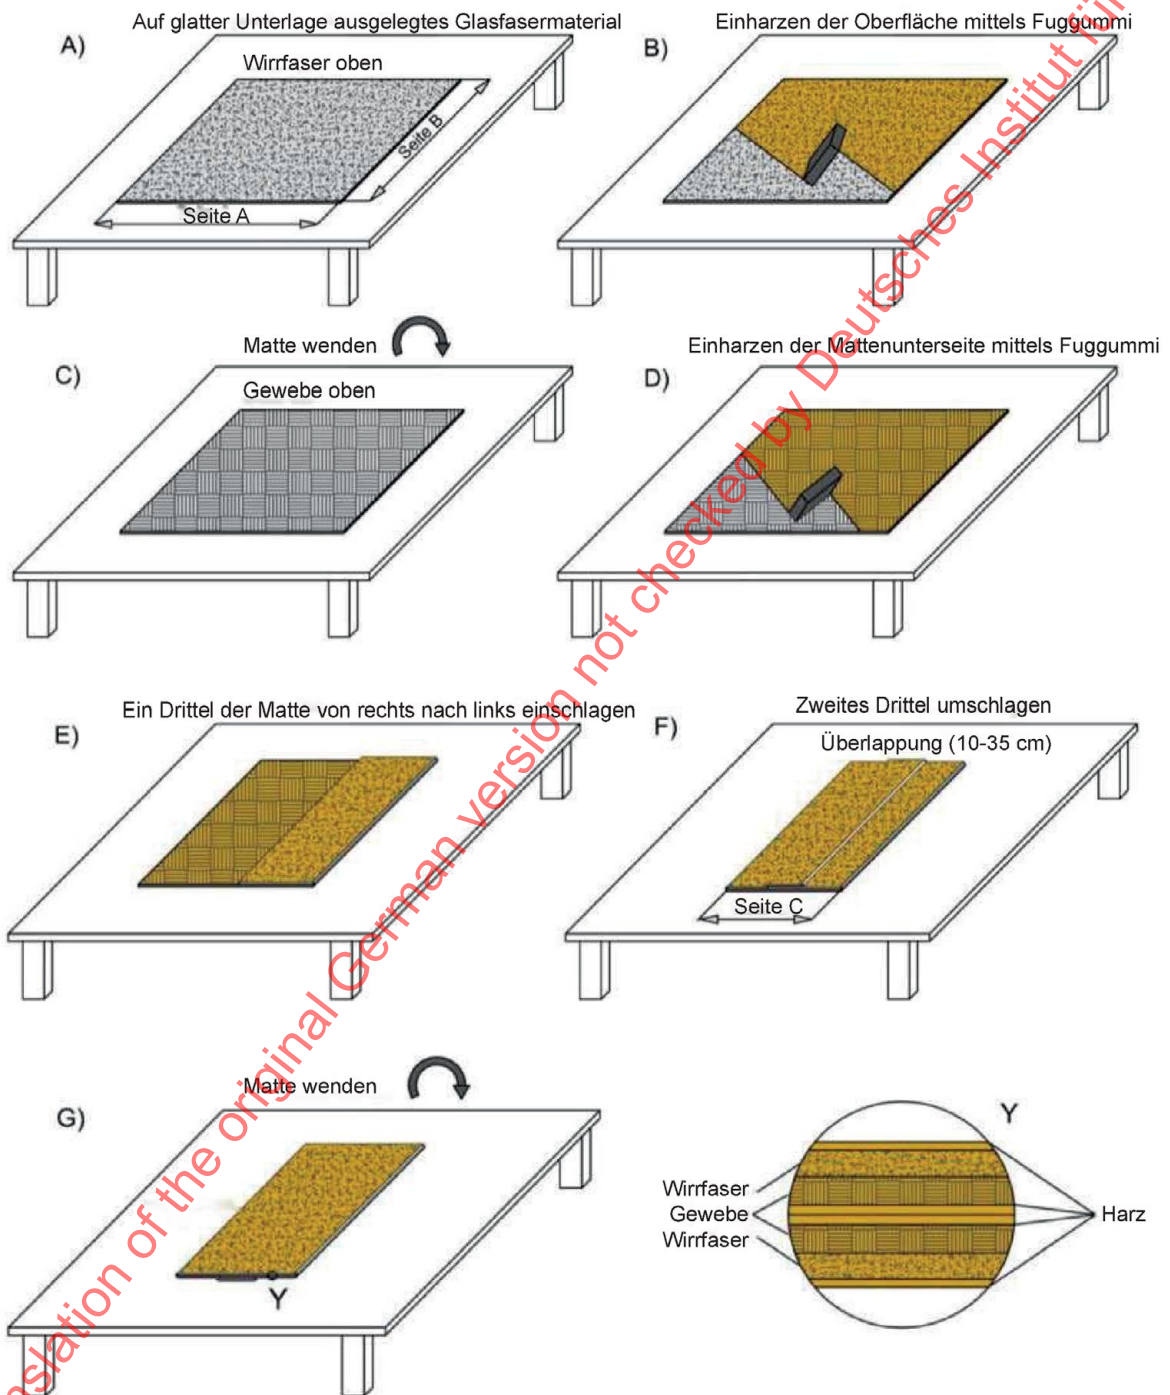 A)
Auf glatter Unterlage ausgelegtes Glasfasermaterial
Wirrfaser oben
Seite B
Seite A
B)
Einharzen der Oberfläche mittels Fuggummi
C)
Matte wenden
Gewebe oben
D)
Einharzen der Mattenunterseite mittels Fuggummi
E)
Ein Drittel der Matte von rechts nach links einschlagen
F)
Zweites Drittel umschlagen
Überlappung (10-35 cm)
Seite C
G)
Matte wenden
Y
Y
Wirrfaser
Gewebe
Wirrfaser
Harz
nslation of the original German version not checked by Deutsches Institut für